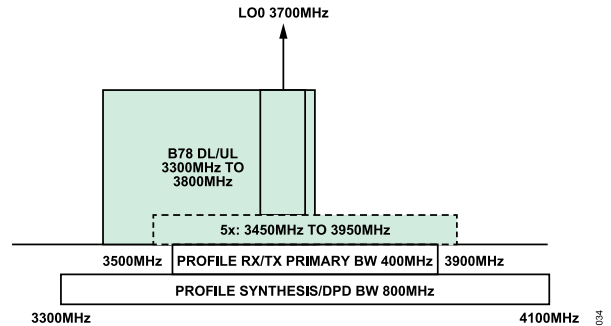 LO0 3700MHz
B78 DL/UL
3300MHz TO
3800MHz
5x: 3450MHz TO 3950MHz
3500MHz
PROFILE RX/TX PRIMARY BW 400MHz
3900MHz
PROFILE SYNTHESIS/DPD BW 800MHz
3300MHz
4100MHz
034